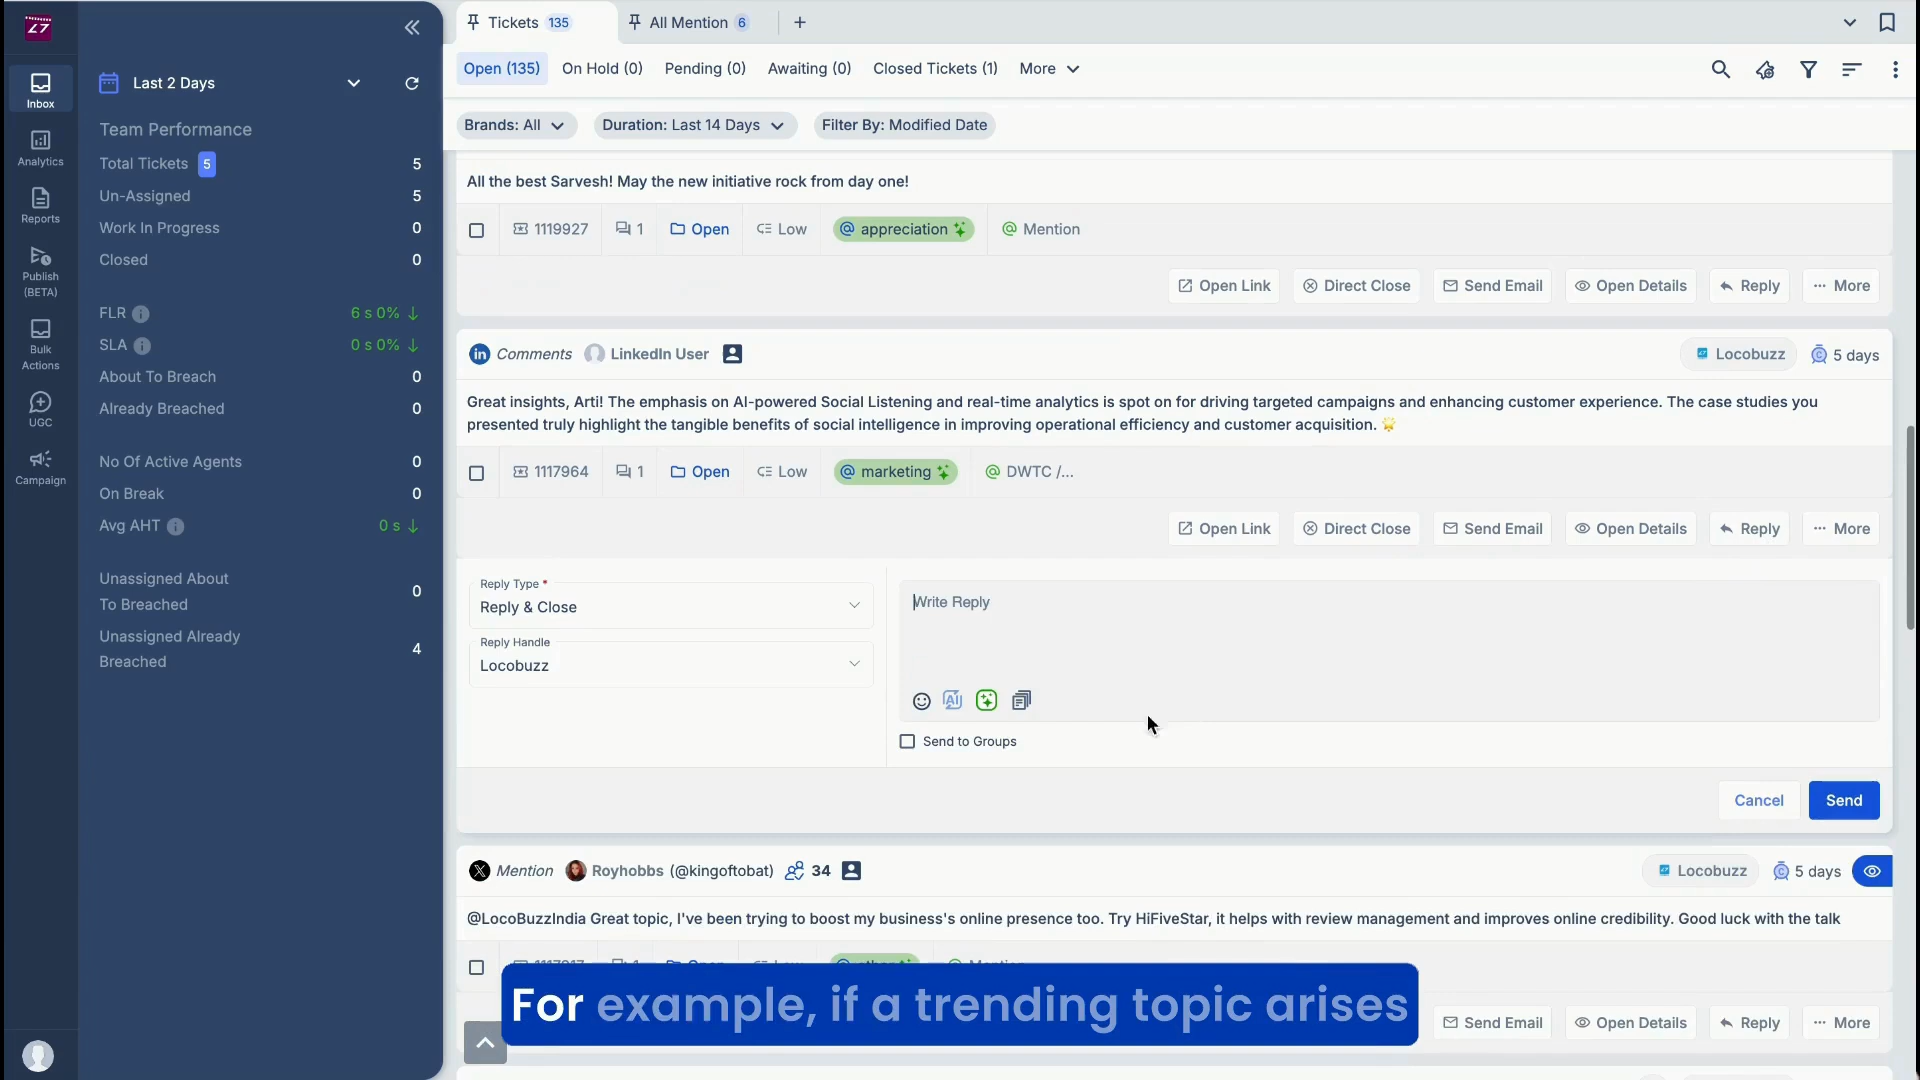 Inbox
Analytics
Reports
Publish
(BETA)
Bulk
Actions
UGC
Campaign
Last 2 Days
Team Performance
Total Tickets 5 5
Un-Assigned 5
Work In Progress 0
Closed 0
FLR 6 s 0%
SLA 0 s 0%
About To Breach 0
Already Breached 0
No Of Active Agents 0
On Break 0
Avg AHT 0 s
Unassigned About
To Breached 0
Unassigned Already
Breached 4
Tickets 135 All Mention 6
Open (135) On Hold (0) Pending (0) Awaiting (0) Closed Tickets (1) More
Brands: All Duration: Last 14 Days Filter By: Modified Date
All the best Sarvesh! May the new initiative rock from day one!
1119927 1 Open Low @ appreciation @ Mention
Open Link Direct Close Send Email Open Details Reply More
in Comments LinkedIn User Locobuzz 5 days
Great insights, Arti! The emphasis on AI-powered Social Listening and real-time analytics is spot on for driving targeted campaigns and enhancing customer experience. The case studies you
presented truly highlight the tangible benefits of social intelligence in improving operational efficiency and customer acquisition. 🌟
1117964 1 Open Low @ marketing @ DWTC /...
Open Link Direct Close Send Email Open Details Reply More
Reply Type *
Reply & Close
Reply Handle
Locobuzz
Write Reply
AI
Send to Groups
Cancel Send
X Mention Royhobbs (@kingoftobat) 34 Locobuzz 5 days
@LocoBuzzIndia Great topic, I've been trying to boost my business's online presence too. Try HiFiveStar, it helps with review management and improves online credibility. Good luck with the talk
For example, if a trending topic arises
Send Email Open Details Reply More